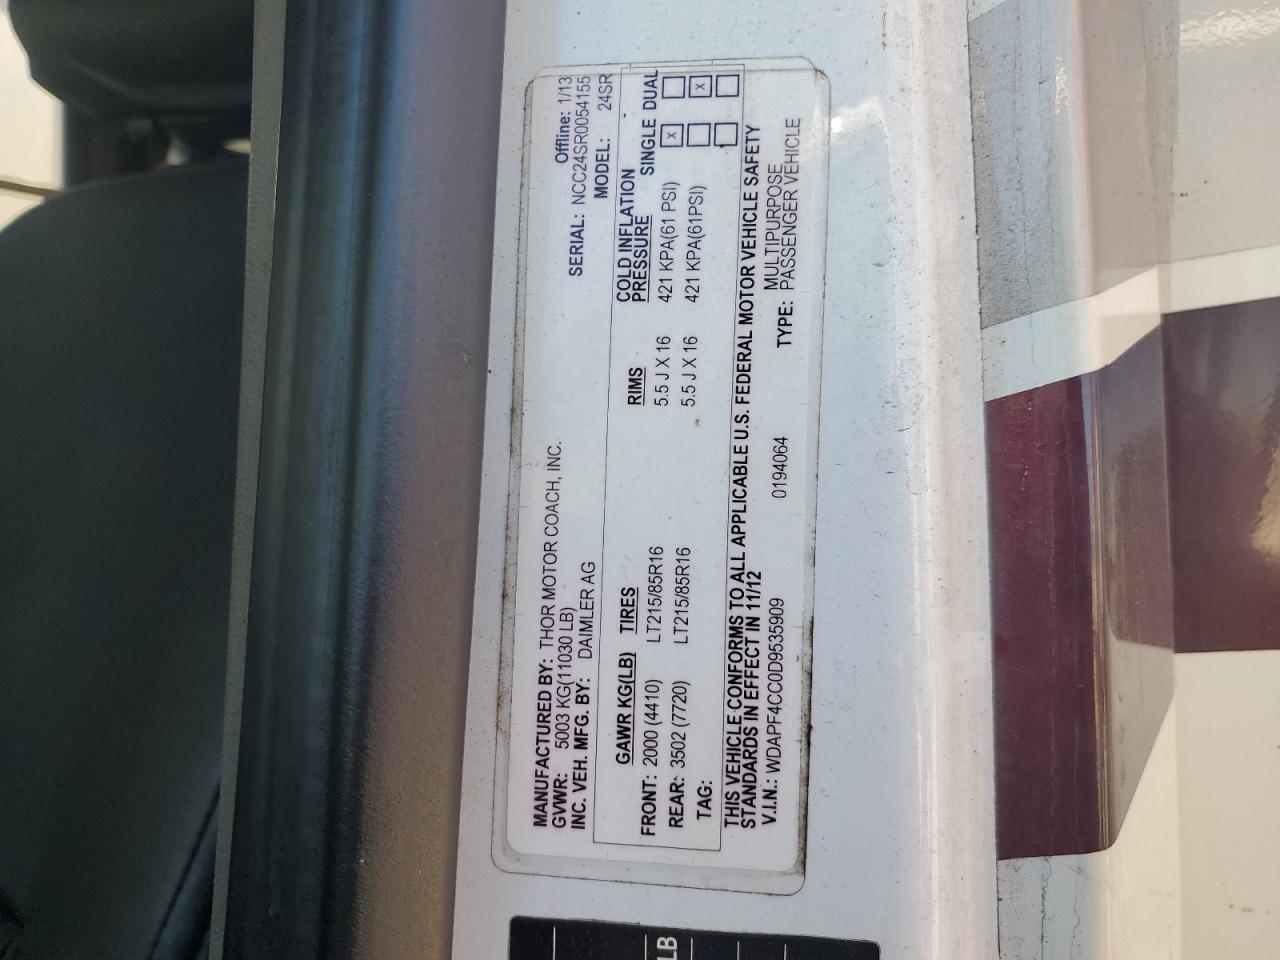 MANUFACTURED BY: THOR MOTOR COACH, INC. Offline: 1/13
GVWR: 5003 KG(11030 LB) SERIAL: NCC24SR0054155
INC. VEH. MFG. BY: DAIMLER AG MODEL: 24SR
GAWR KG(LB) TIRES RIMS COLD INFLATION PRESSURE SINGLE DUAL
FRONT: 2000 (4410) LT215/85R16 5.5 J X 16 421 KPA(61 PSI) X
REAR: 3502 (7720) LT215/85R16 5.5 J X 16 421 KPA(61PSI) X
TAG:
THIS VEHICLE CONFORMS TO ALL APPLICABLE U.S. FEDERAL MOTOR VEHICLE SAFETY
STANDARDS IN EFFECT IN 11/12
V.I.N.: WDAPF4CC0D9535909 0194064 TYPE: MULTIPURPOSE
PASSENGER VEHICLE
LB